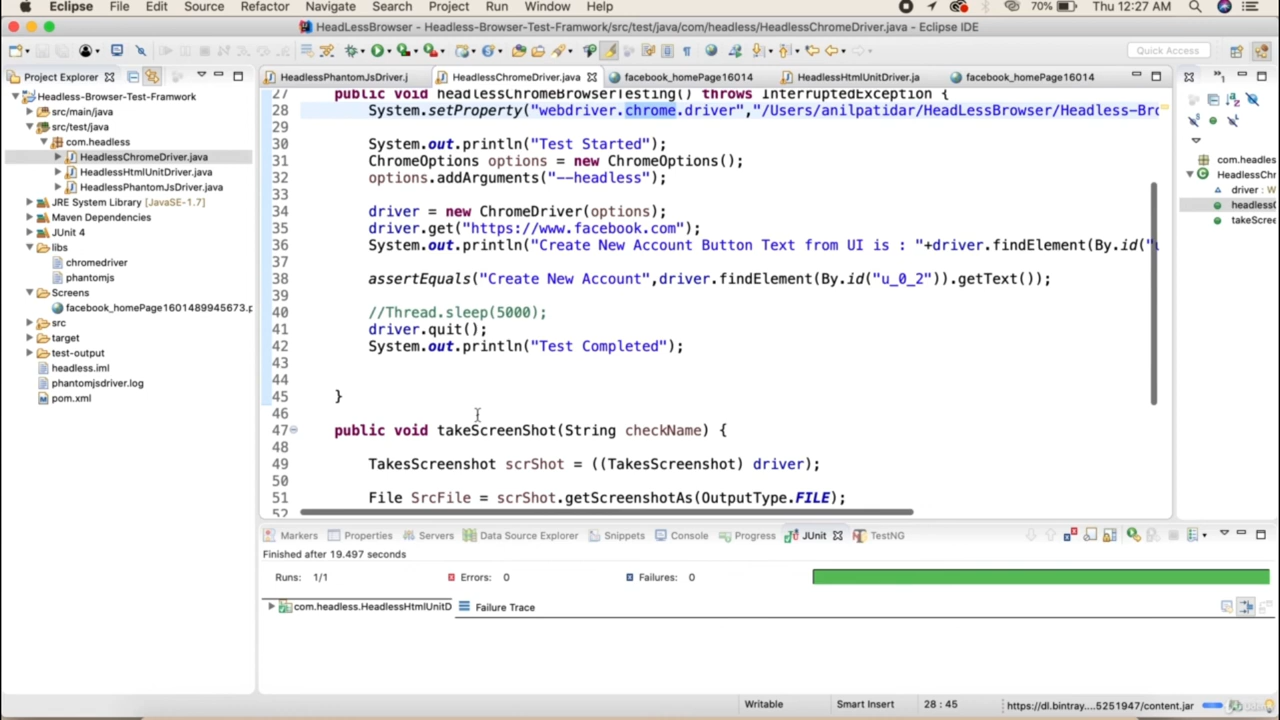 Eclipse File Edit Source Refactor Navigate Search Project Run Window Help 70% Thu 12:27 AM
HeadLessBrowser - Headless-Browser-Test-Framwork/src/test/java/com/headless/HeadlessChromeDriver.java - Eclipse IDE
Quick Access
Project Explorer
HeadlessPhantomJsDriver.j HeadlessChromeDriver.java facebook_homePage16014 HeadlessHtmlUnitDriver.ja facebook_homePage16014
Headless-Browser-Test-Framwork
src/main/java
src/test/java
com.headless
HeadlessChromeDriver.java
HeadlessHtmlUnitDriver.java
HeadlessPhantomJsDriver.java
JRE System Library [JavaSE-1.7]
Maven Dependencies
JUnit 4
libs
chromedriver
phantomjs
Screens
facebook_homePage1601489945673.p
src
target
test-output
headless.iml
phantomjsdriver.log
pom.xml
27 public void headlessChromeBrowserTesting() throws InterruptedException {
28 System.setProperty("webdriver.chrome.driver","/Users/anilpatidar/HeadLessBrowser/Headless-Bro
29
30 System.out.println("Test Started");
31 ChromeOptions options = new ChromeOptions();
32 options.addArguments("--headless");
33
34 driver = new ChromeDriver(options);
35 driver.get("https://www.facebook.com");
36 System.out.println("Create New Account Button Text from UI is : "+driver.findElement(By.id("u
37
38 assertEquals("Create New Account",driver.findElement(By.id("u_0_2")).getText());
39
40 //Thread.sleep(5000);
41 driver.quit();
42 System.out.println("Test Completed");
43
44
45 }
46
47 public void takeScreenShot(String checkName) {
48
49 TakesScreenshot scrShot = ((TakesScreenshot) driver);
50
51 File SrcFile = scrShot.getScreenshotAs(OutputType.FILE);
52
com.headles
HeadlessChr
driver : W
headless(
takeScree
Markers Properties Servers Data Source Explorer Snippets Console Progress JUnit TestNG
Finished after 19.497 seconds
Runs: 1/1 Errors: 0 Failures: 0
com.headless.HeadlessHtmlUnitD Failure Trace
Writable Smart Insert 28 : 45 https://dl.bintray....5251947/content.jar